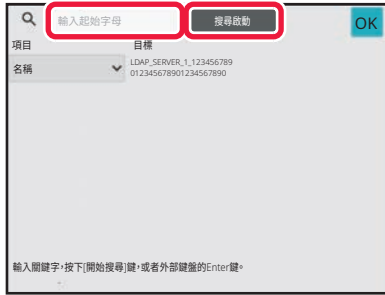 輸入起始字母
搜尋啟動
OK
項目
目標
名稱
LDAP_SERVER_1_123456789
012345678901234567890
輸入關鍵字，按下[開始搜尋]鍵，或者外部鍵盤的Enter鍵。